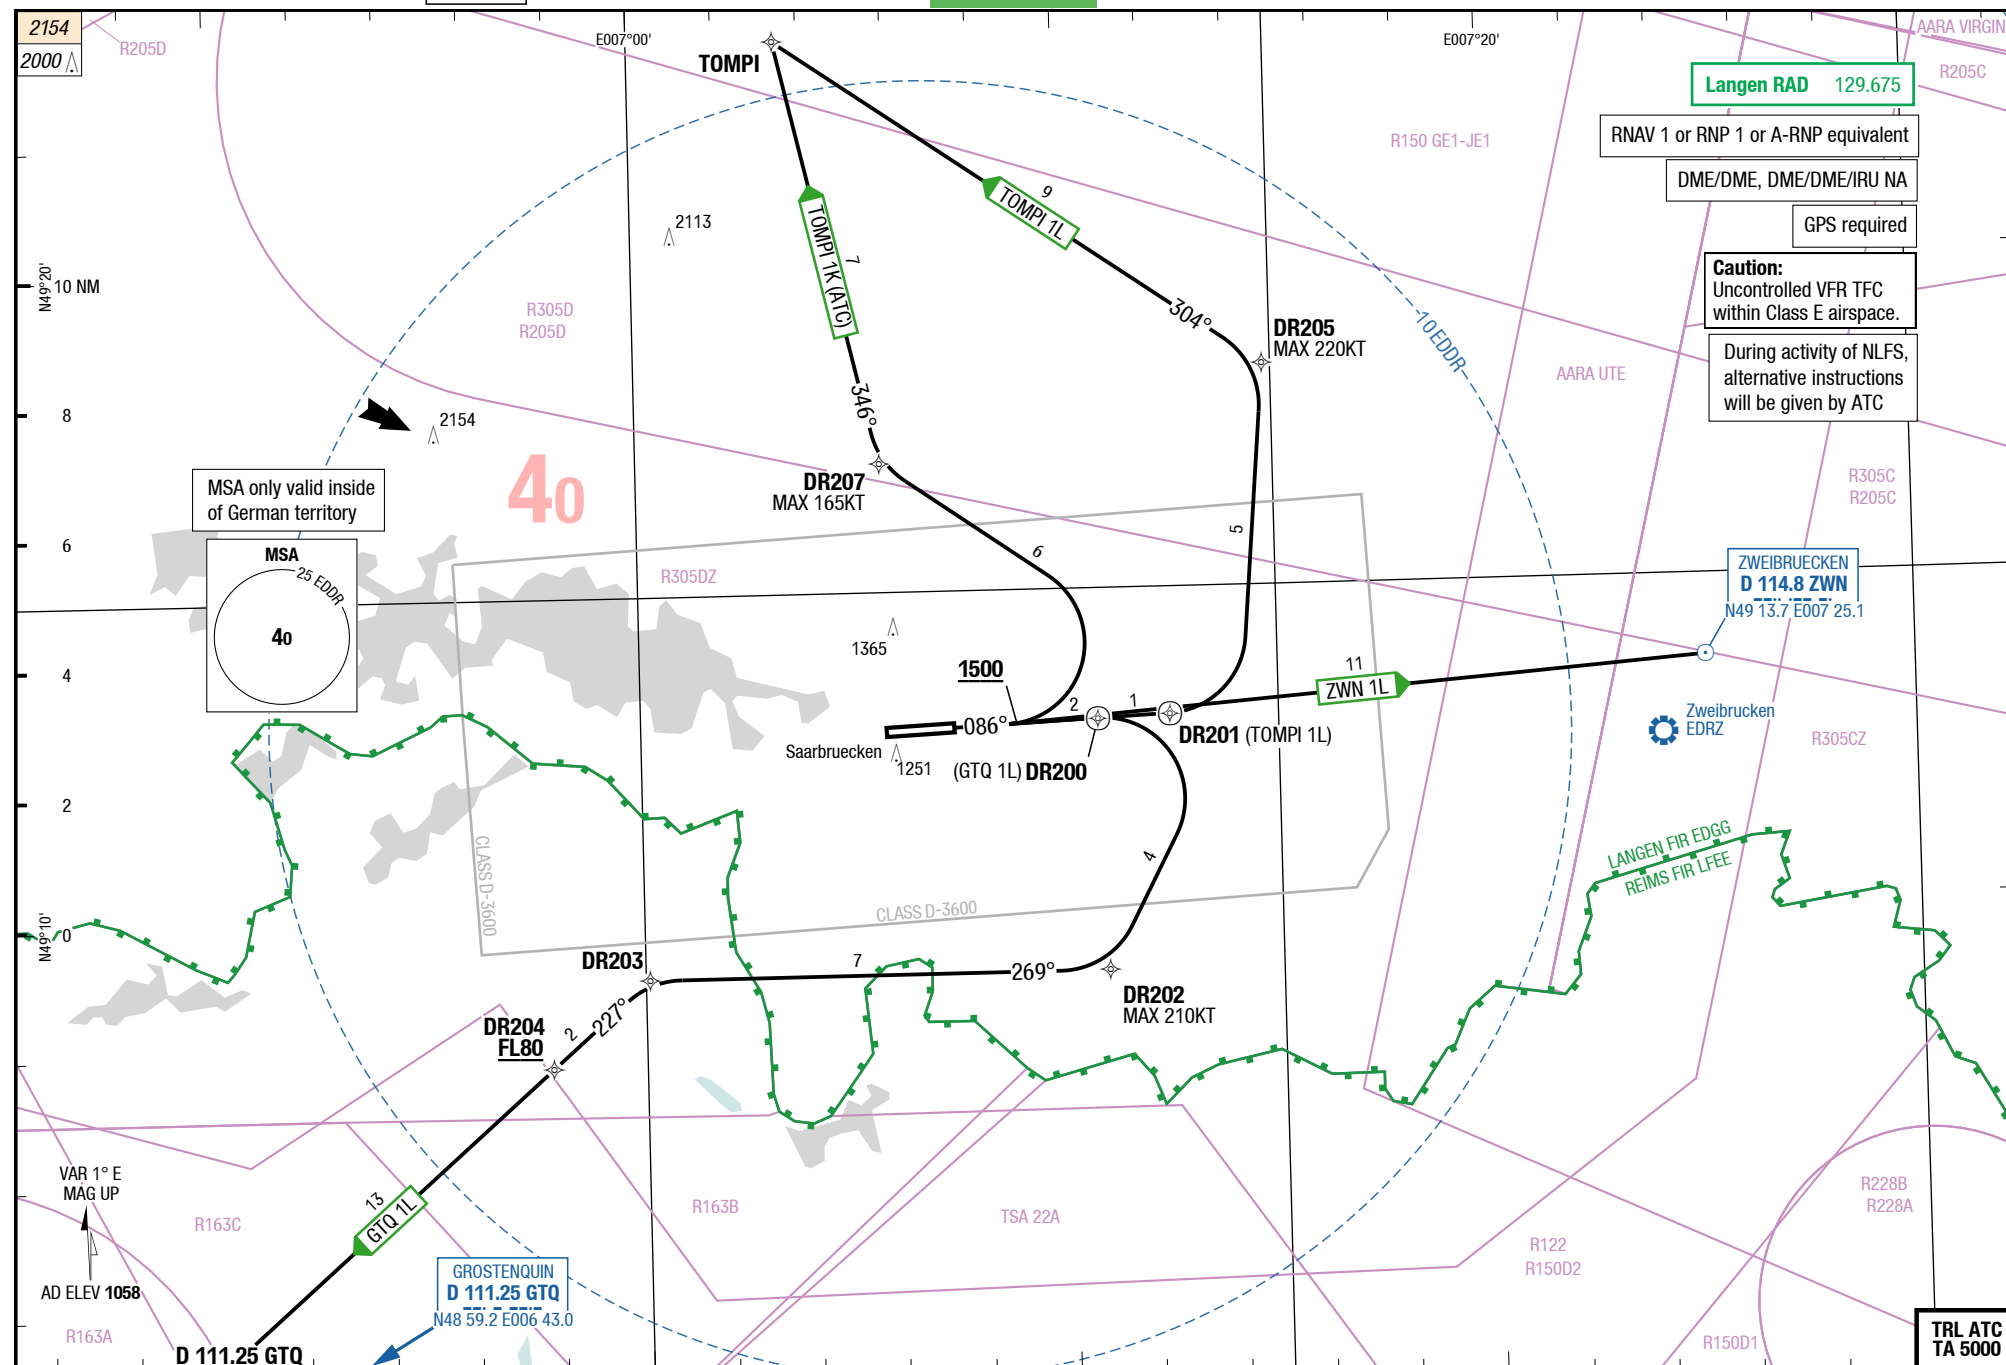 2154
2000
R205D
E007°00'
E007°20'
AARA VIRGIN
R205C
TOMPI
Langen RAD 129.675
RNAV 1 or RNP 1 or A-RNP equivalent
DME/DME, DME/DME/IRU NA
GPS required
Caution:
Uncontrolled VFR TFC
within Class E airspace.
During activity of NLFS,
alternative instructions
will be given by ATC
R150 GE1-JE1
9
TOMPI 1L
2113
7
TOMPI 1K (ATC)
N49°20'
10 NM
R305D
R205D
304°
10 EDDR
DR205
MAX 220KT
AARA UTE
346°
8
2154
40
DR207
MAX 165KT
R305C
R205C
MSA only valid inside
of German territory
5
6
6
MSA
25 EDDR
40
R305DZ
ZWEIBRUECKEN
D 114.8 ZWN
N49 13.7 E007 25.1
1365
4
1500
11
ZWN 1L
2
1
086°
DR201 (TOMPI 1L)
Zweibrucken
EDRZ
R305CZ
Saarbruecken
1251
(GTQ 1L) DR200
2
LANGEN FIR EDGG
REIMS FIR LFEE
4
CLASS D-3600
CLASS D-3600
N49°10'
0
DR203
7
269°
DR202
MAX 210KT
DR204
FL80
2
227°
VAR 1° E
MAG UP
R163C
13
GTQ 1L
R163B
TSA 22A
R228B
R228A
R122
R150D2
AD ELEV 1058
GROSTENQUIN
D 111.25 GTQ
N48 59.2 E006 43.0
R163A
D 111.25 GTQ
R150D1
TRL ATC
TA 5000